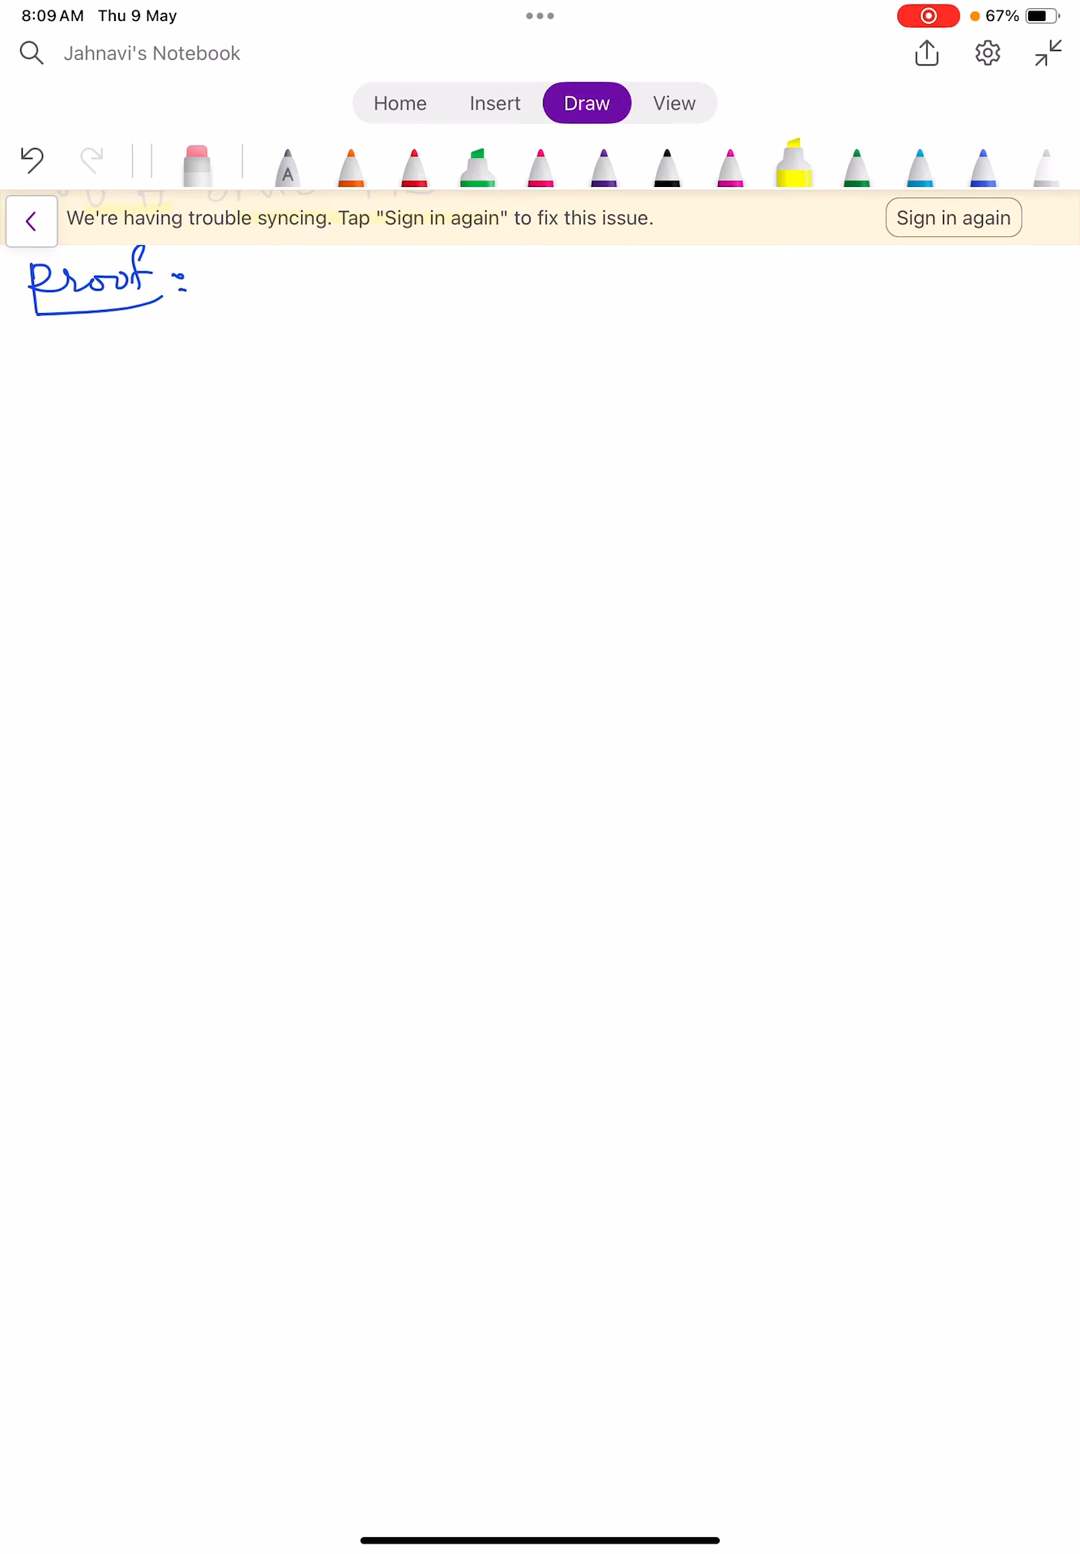 8:09 AM Thu 9 May
67%
Jahnavi's Notebook
Home Insert Draw View
A
We're having trouble syncing. Tap "Sign in again" to fix this issue.
Sign in again
Proof :